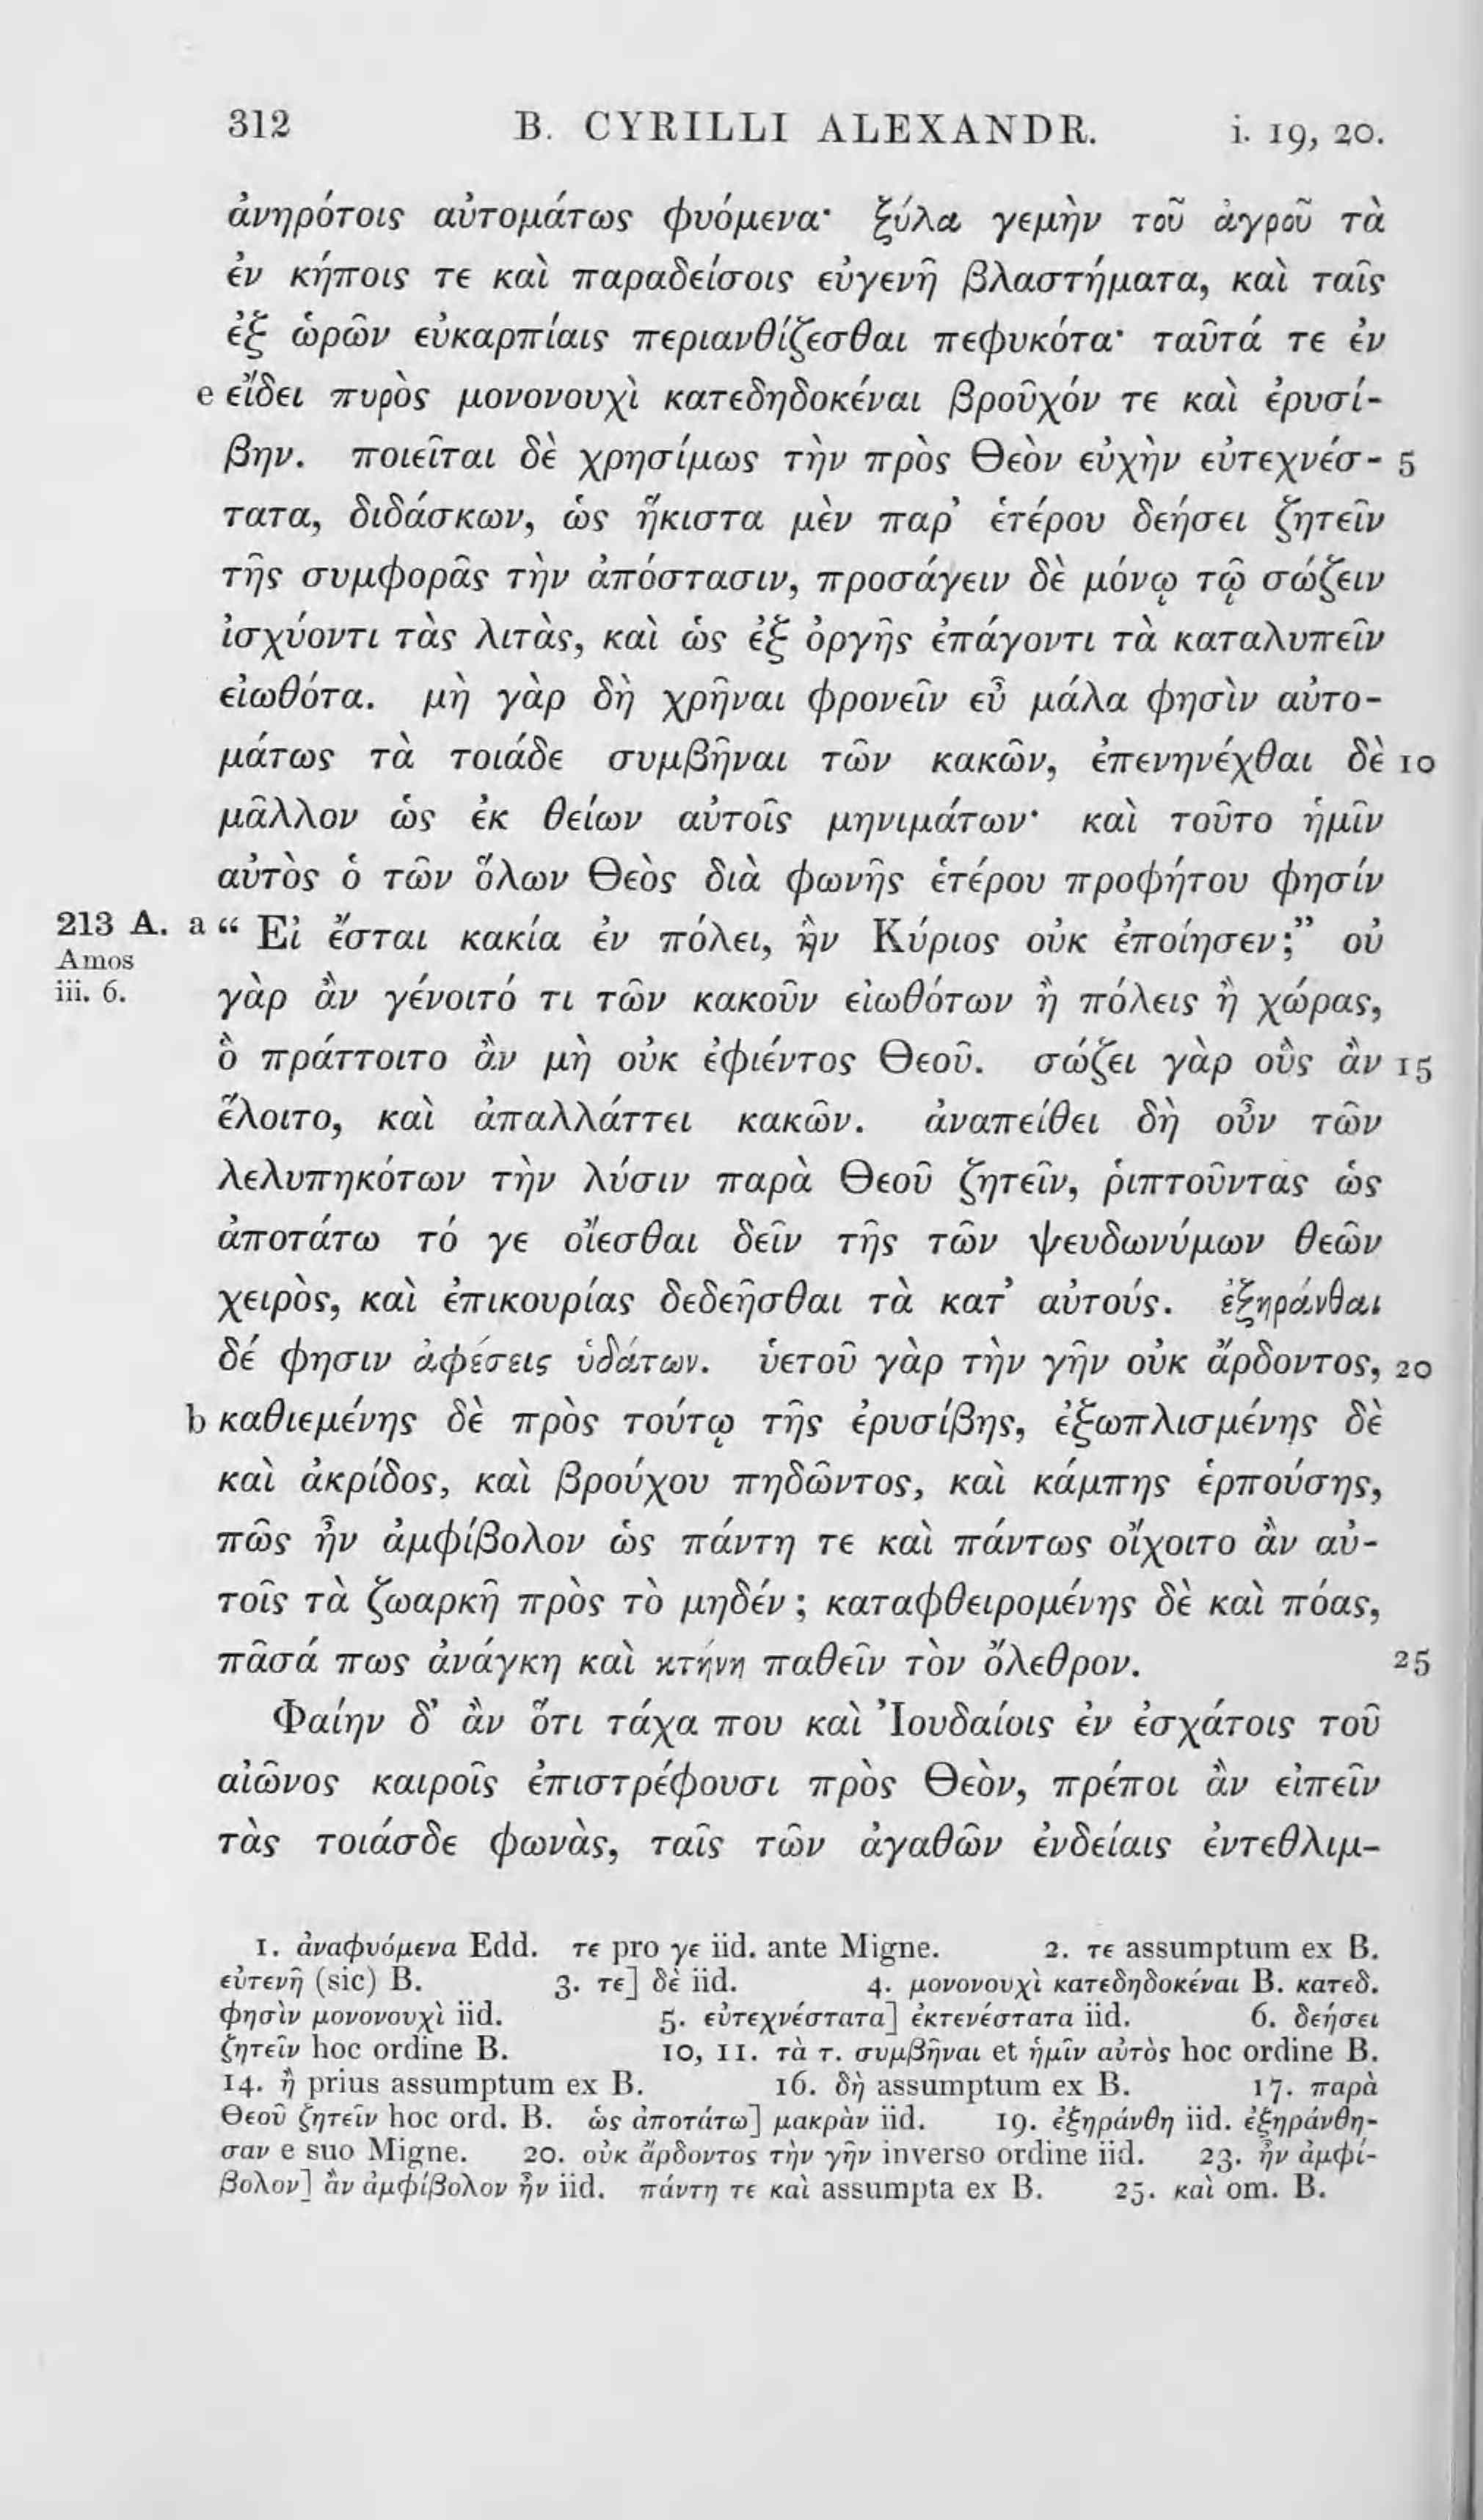 312 B. CYRILLI ALEXANDR. i. 19, 20.
ἀνηρότοις αὐτομάτως φυόμενα· ξύλα γεμὴν τοῦ ἀγροῦ τὰ
ἐν κήποις τε καὶ παραδείσοις εὐγενῆ βλαστήματα, καὶ ταῖς
ἐξ ὡρῶν εὐκαρπίαις περιανθίζεσθαι πεφυκότα· ταῦτά τε ἐν
e εἴδει πυρὸς μονονουχὶ κατεδηδοκέναι βροῦχόν τε καὶ ἐρυσί-
βην. ποιεῖται δὲ χρησίμως τὴν πρὸς Θεὸν εὐχὴν εὐτεχνέσ- 5
τατα, διδάσκων, ὡς ἥκιστα μὲν παρ’ ἑτέρου δεήσει ζητεῖν
τῆς συμφορᾶς τὴν ἀπόστασιν, προσάγειν δὲ μόνῳ τῷ σώζειν
ἰσχύοντι τὰς λιτὰς, καὶ ὡς ἐξ ὀργῆς ἐπάγοντι τὰ καταλυπεῖν
εἰωθότα. μὴ γὰρ δὴ χρῆναι φρονεῖν εὖ μάλα φησὶν αὐτο-
μάτως τὰ τοιάδε συμβῆναι τῶν κακῶν, ἐπενηνέχθαι δὲ 10
μᾶλλον ὡς ἐκ θείων αὐτοῖς μηνιμάτων· καὶ τοῦτο ἡμῖν
αὐτὸς ὁ τῶν ὅλων Θεὸς διὰ φωνῆς ἑτέρου προφήτου φησίν
213 A. a “ Εἰ ἔσται κακία ἐν πόλει, ἣν Κύριος οὐκ ἐποίησεν;” οὐ
Amos
iii. 6. γὰρ ἂν γένοιτό τι τῶν κακοῦν εἰωθότων ἢ πόλεις ἢ χώρας,
ὃ πράττοιτο ἂν μὴ οὐκ ἐφιέντος Θεοῦ. σώζει γὰρ οὓς ἂν 15
ἕλοιτο, καὶ ἀπαλλάττει κακῶν. ἀναπείθει δὴ οὖν τῶν
λελυπηκότων τὴν λύσιν παρὰ Θεοῦ ζητεῖν, ῥιπτοῦντας ὡς
ἀποτάτω τό γε οἴεσθαι δεῖν τῆς τῶν ψευδωνύμων θεῶν
χειρὸς, καὶ ἐπικουρίας δεδεῆσθαι τὰ κατ’ αὐτούς. ἐξηράνθαι
δέ φησιν ἀφέσεις ὑδάτων. ὑετοῦ γὰρ τὴν γῆν οὐκ ἄρδοντος, 20
b καθιεμένης δὲ πρὸς τούτῳ τῆς ἐρυσίβης, ἐξωπλισμένης δὲ
καὶ ἀκρίδος, καὶ βρούχου πηδῶντος, καὶ κάμπης ἑρπούσης,
πῶς ἦν ἀμφίβολον ὡς πάντη τε καὶ πάντως οἴχοιτο ἂν αὐ-
τοῖς τὰ ζωαρκῆ πρὸς τὸ μηδέν ; καταφθειρομένης δὲ καὶ πόας,
πᾶσά πως ἀνάγκη καὶ κτήνη παθεῖν τὸν ὄλεθρον. 25
Φαίην δ’ ἂν ὅτι τάχα που καὶ Ἰουδαίοις ἐν ἐσχάτοις τοῦ
αἰῶνος καιροῖς ἐπιστρέφουσι πρὸς Θεὸν, πρέποι ἂν εἰπεῖν
τὰς τοιάσδε φωνὰς, ταῖς τῶν ἀγαθῶν ἐνδείαις ἐντεθλιμ-
1. ἀναφυόμενα Edd. τε pro γε iid. ante Migne. 2. τε assumptum ex B.
εὐτενῆ (sic) B. 3. τε] δὲ iid. 4. μονονουχὶ κατεδηδοκέναι B. κατεδ.
φησὶν μονονουχὶ iid. 5. εὐτεχνέστατα] ἐκτενέστατα iid. 6. δεήσει
ζητεῖν hoc ordine B. 10, 11. τὰ τ. συμβῆναι et ἡμῖν αὐτὸς hoc ordine B.
14. ἢ prius assumptum ex B. 16. δὴ assumptum ex B. 17. παρὰ
Θεοῦ ζητεῖν hoc ord. B. ὡς ἀποτάτω] μακρὰν iid. 19. ἐξηράνθη iid. ἐξηράνθη-
σαν e suo Migne. 20. οὐκ ἄρδοντος τὴν γῆν inverso ordine iid. 23. ἦν ἀμφί-
βολον] ἂν ἀμφίβολον ἦν iid. πάντη τε καὶ assumpta ex B. 25. καὶ om. B.